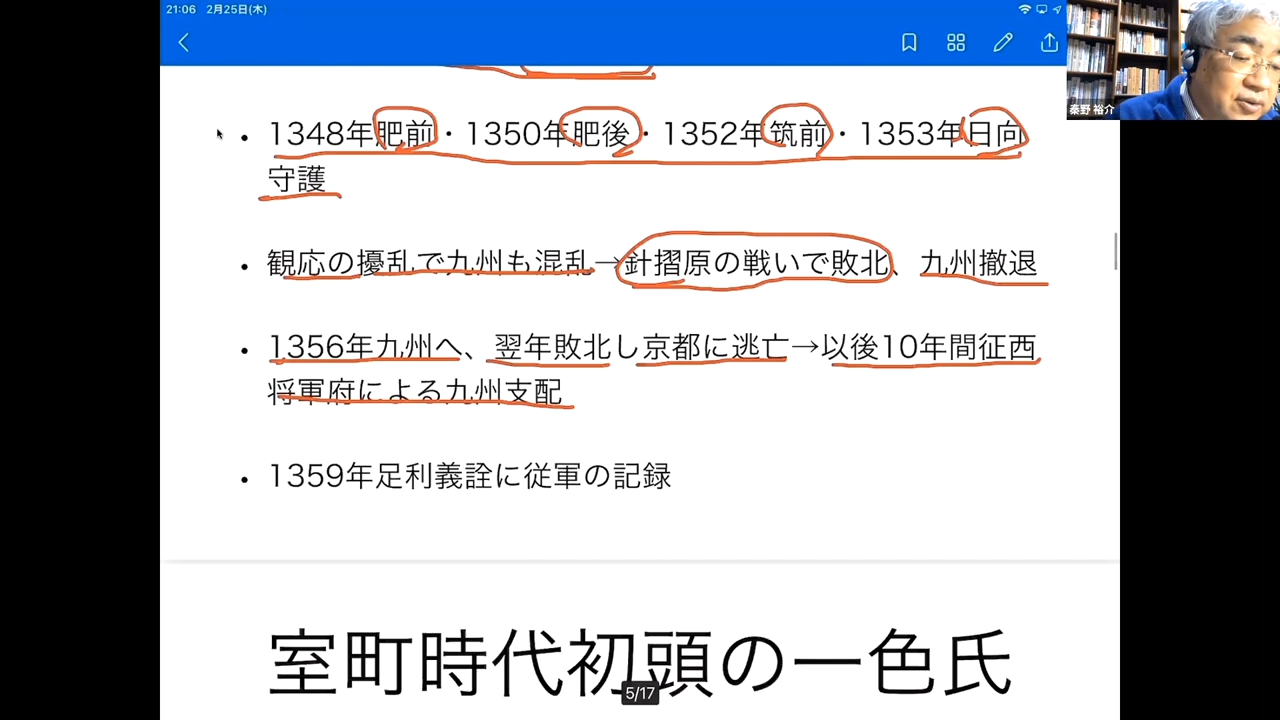 21:06 2月25日(木)
秦野 裕介
• 1348年肥前・1350年肥後・1352年筑前・1353年日向
守護
• 観応の擾乱で九州も混乱→針摺原の戦いで敗北、九州撤退
• 1356年九州へ、翌年敗北し京都に逃亡→以後10年間征西
将軍府による九州支配
• 1359年足利義詮に従軍の記録
室町時代初頭の一色氏
5/17